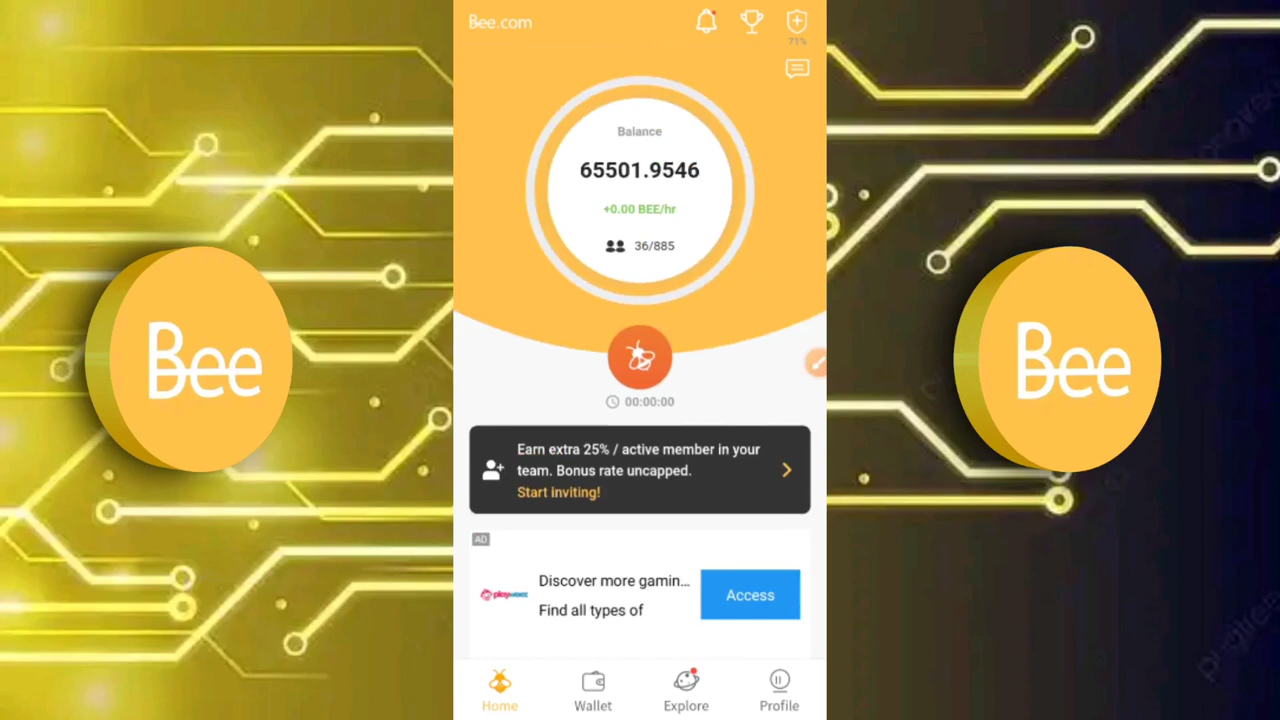 Bee.com
71%
Balance
65501.9546
+0.00 BEE/hr
36/885
00:00:00
Earn extra 25% / active member in your
team. Bonus rate uncapped.
Start inviting!
AD
Discover more gamin...
Find all types of
Access
Home
Wallet
Explore
Profile
Bee
Bee